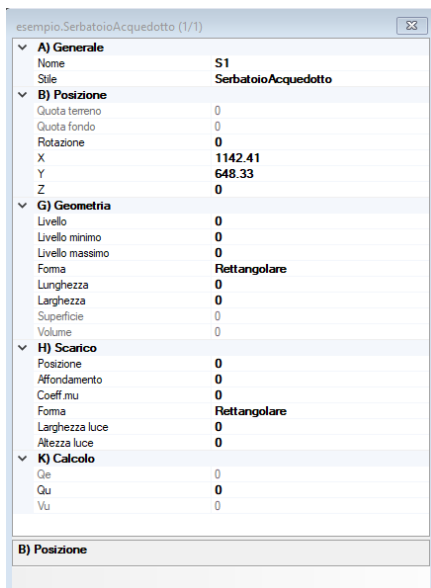 esempio.SerbatoioAcquedotto (1/1)
A) Generale
Nome S1
Stile SerbatoioAcquedotto
B) Posizione
Quota terreno 0
Quota fondo 0
Rotazione 0
X 1142.41
Y 648.33
Z 0
G) Geometria
Livello 0
Livello minimo 0
Livello massimo 0
Forma Rettangolare
Lunghezza 0
Larghezza 0
Superficie 0
Volume 0
H) Scarico
Posizione 0
Affondamento 0
Coeff.mu 0
Forma Rettangolare
Larghezza luce 0
Altezza luce 0
K) Calcolo
Qe 0
Qu 0
Vu 0
B) Posizione